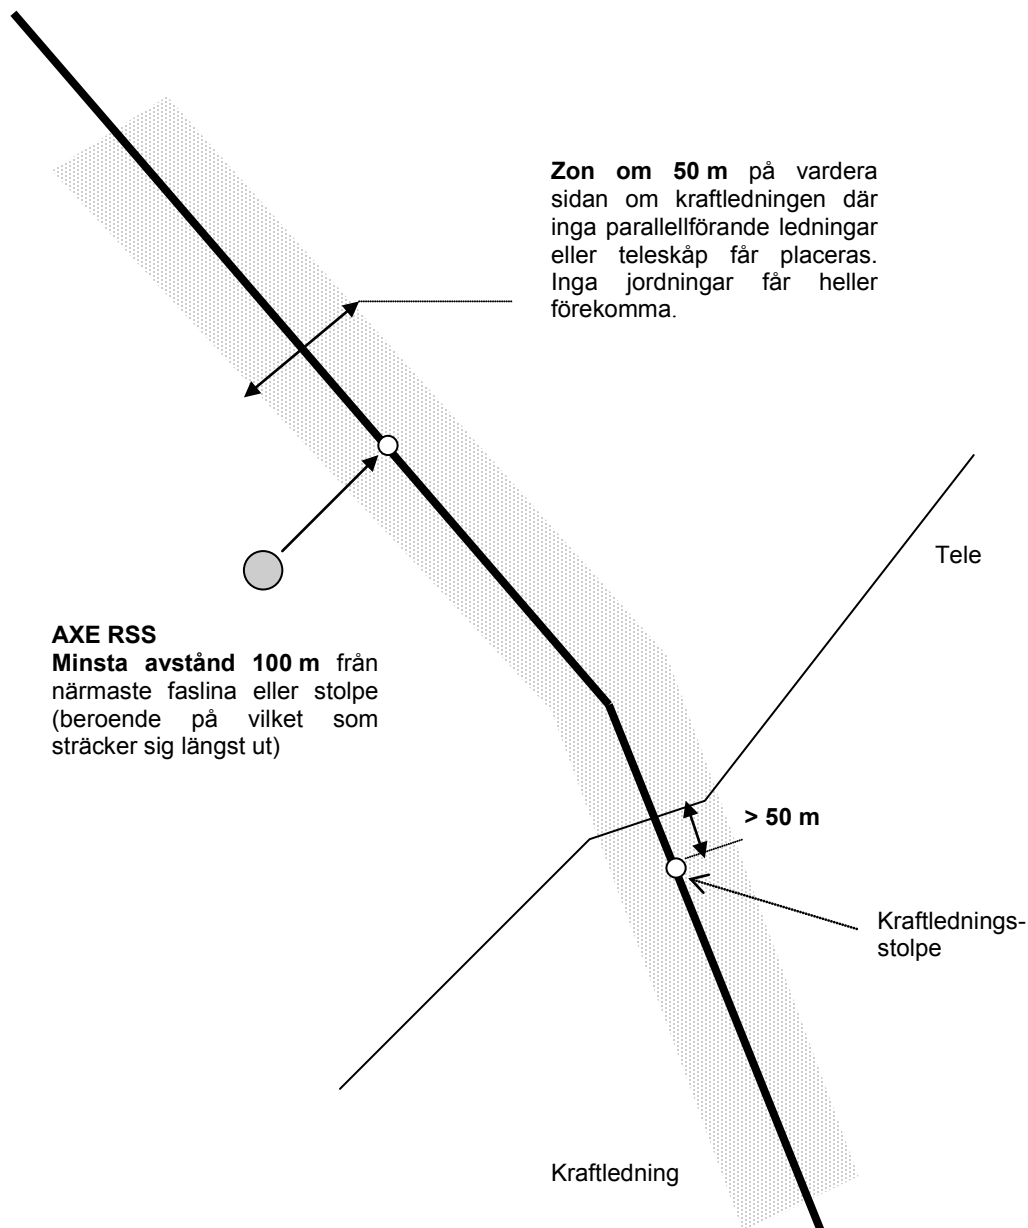 Zon om 50 m på vardera
sidan om kraftledningen där
inga parallellförande ledningar
eller teleskåp får placeras.
Inga jordningar får heller
förekomma.
Tele
AXE RSS
Minsta avstånd 100 m från
närmaste faslina eller stolpe
(beroende på vilket som
sträcker sig längst ut)
> 50 m
Kraftlednings-
stolpe
Kraftledning